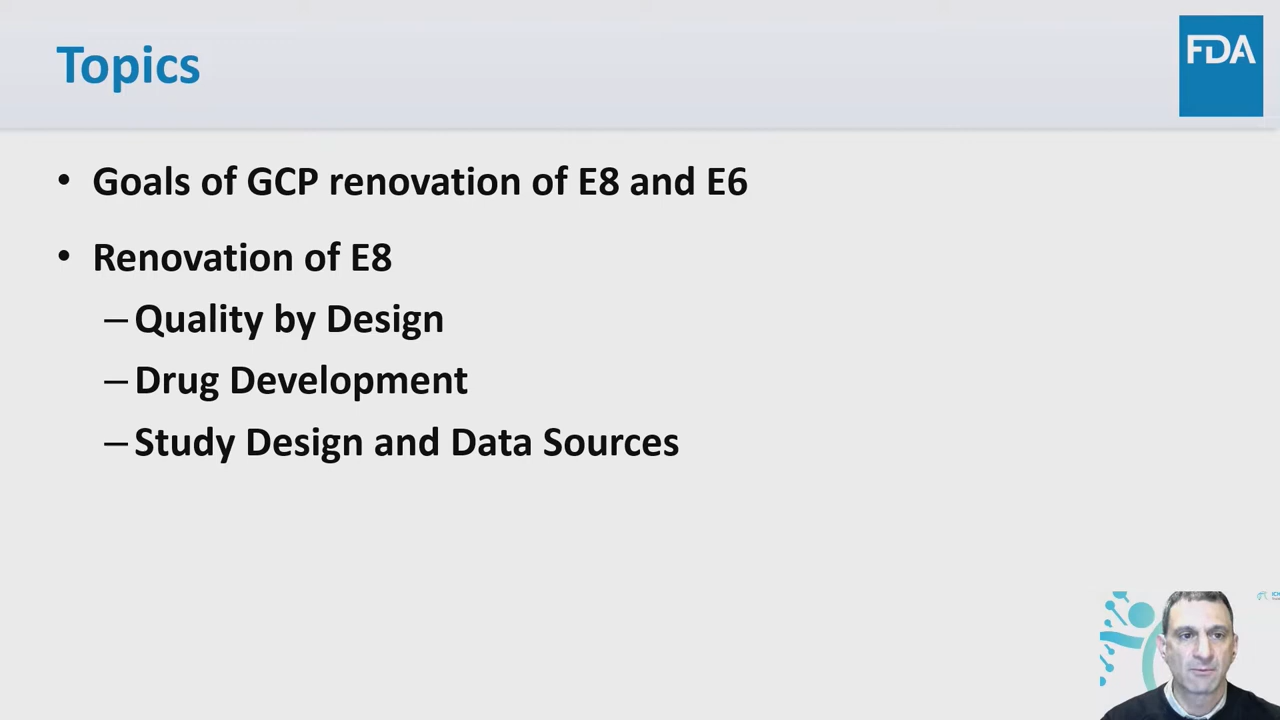 Topics
FDA
• Goals of GCP renovation of E8 and E6
• Renovation of E8
– Quality by Design
– Drug Development
– Study Design and Data Sources